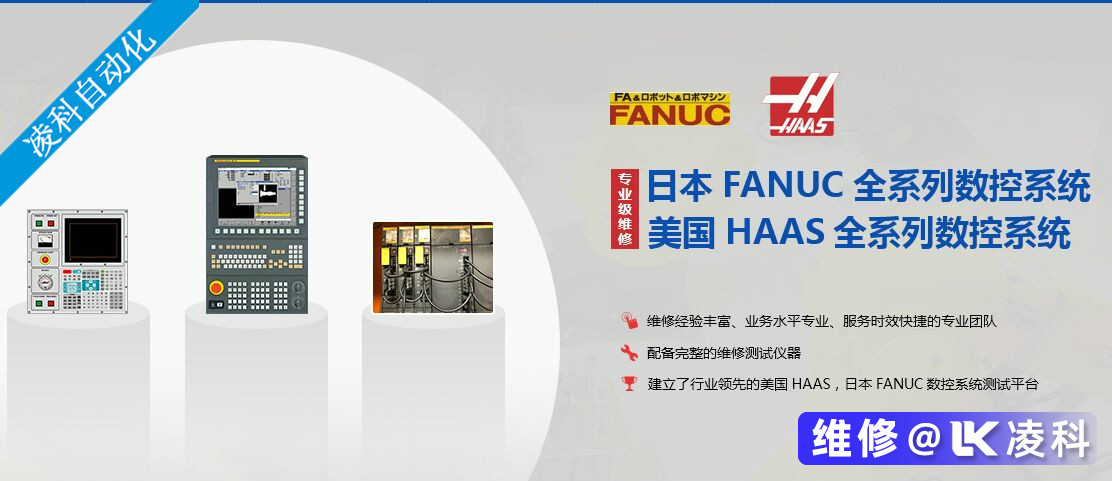 凌科自动化
FA&ロボット&ロボマシン
FANUC
HAAS
专业级维修
日本 FANUC 全系列数控系统
美国 HAAS 全系列数控系统
维修经验丰富、业务水平专业、服务时效快捷的专业团队
配备完整的维修测试仪器
建立了行业领先的美国 HAAS，日本 FANUC 数控系统测试平台
维修@LK凌科